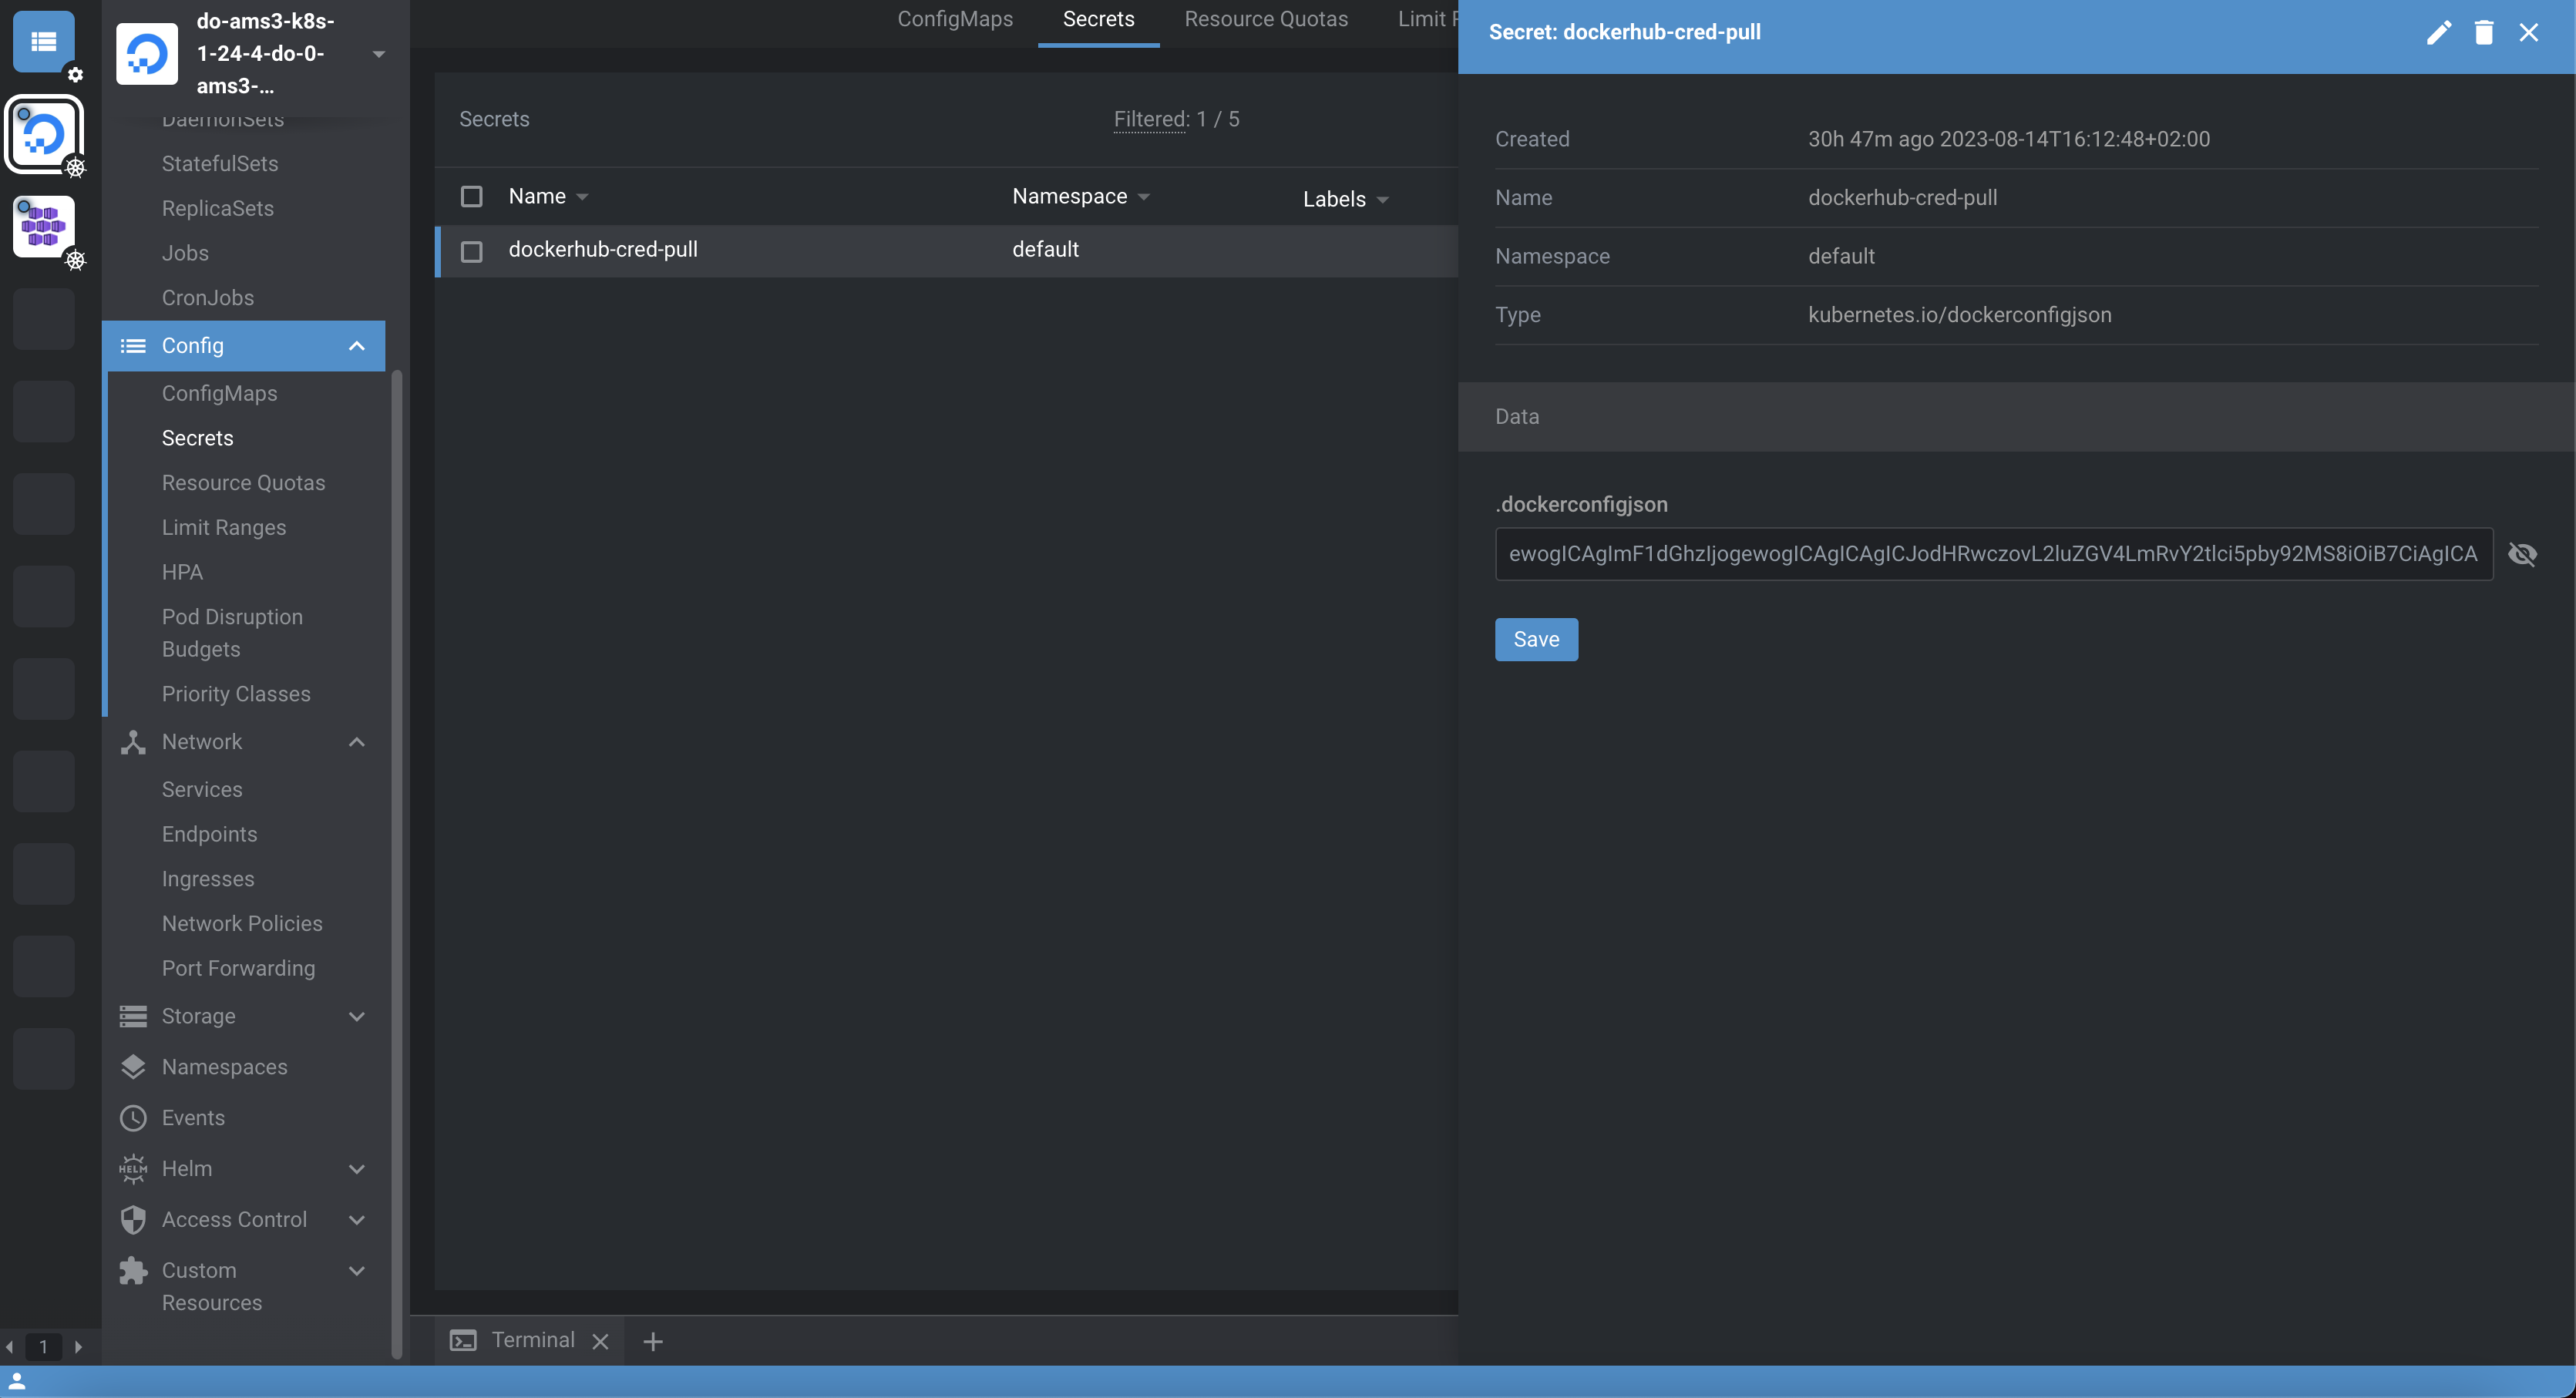 do-ams3-k8s-
1-24-4-do-0-
ams3-...
DaemonSets
StatefulSets
ReplicaSets
Jobs
CronJobs
Config
ConfigMaps
Secrets
Resource Quotas
Limit Ranges
HPA
Pod Disruption
Budgets
Priority Classes
Network
Services
Endpoints
Ingresses
Network Policies
Port Forwarding
Storage
Namespaces
Events
HELM Helm
Access Control
Custom
Resources
1
ConfigMaps Secrets Resource Quotas Limit
Secrets Filtered: 1 / 5
Name Namespace Labels
dockerhub-cred-pull default
Terminal
Secret: dockerhub-cred-pull
Created 30h 47m ago 2023-08-14T16:12:48+02:00
Name dockerhub-cred-pull
Namespace default
Type kubernetes.io/dockerconfigjson
Data
.dockerconfigjson
ewogICAgImF1dGhzIjogewogICAgICAgICJodHRwczovL2luZGV4LmRvY2tlci5pby92MS8iOiB7CiAgICA
Save